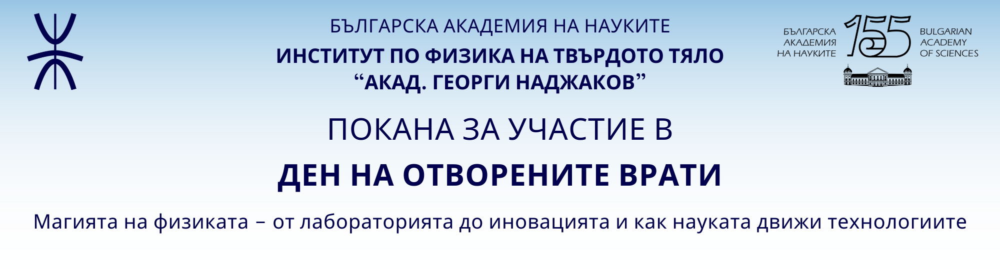 БЪЛГАРСКА АКАДЕМИЯ НА НАУКИТЕ
ИНСТИТУТ ПО ФИЗИКА НА ТВЪРДОТО ТЯЛО
“АКАД. ГЕОРГИ НАДЖАКОВ”
БЪЛГАРСКА
АКАДЕМИЯ
НА НАУКИТЕ
155
BULGARIAN
ACADEMY
OF SCIENCES
ПОКАНА ЗА УЧАСТИЕ В
ДЕН НА ОТВОРЕНИТЕ ВРАТИ
Магията на физиката – от лабораторията до иновацията и как науката движи технологиите